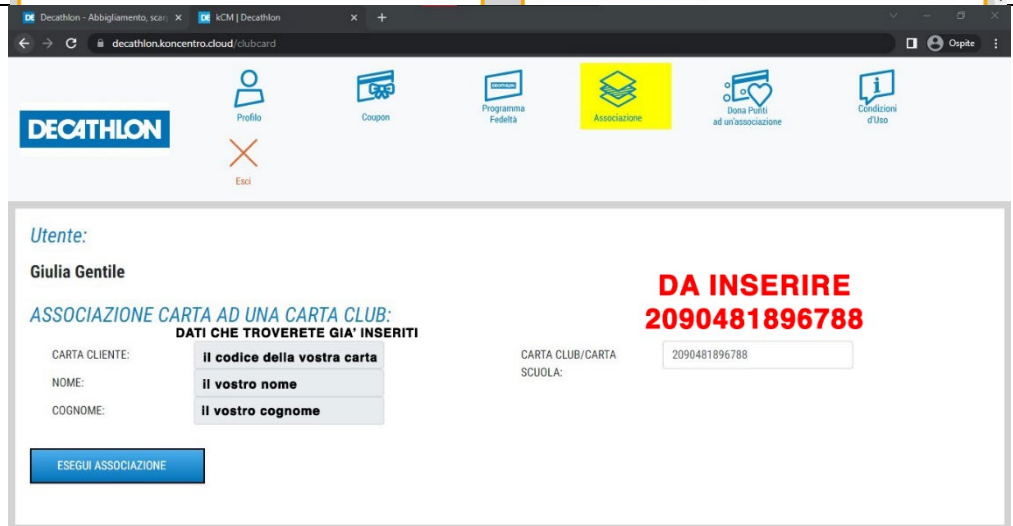 Decathlon - Abbigliamento, scar
kCM | Decathlon
decathlon.koncentro.cloud/clubcard
Ospite
DECATHLON
Profilo
Coupon
DECATHLON
Programma
Fedeltà
Associazione
Dona Punti
ad un'associazione
Condizioni
d'Uso
Esci
Utente:
Giulia Gentile
DA INSERIRE
2090481896788
ASSOCIAZIONE CARTA AD UNA CARTA CLUB:
DATI CHE TROVERETE GIA' INSERITI
CARTA CLIENTE:
il codice della vostra carta
CARTA CLUB/CARTA
SCUOLA:
2090481896788
NOME:
il vostro nome
COGNOME:
il vostro cognome
ESEGUI ASSOCIAZIONE